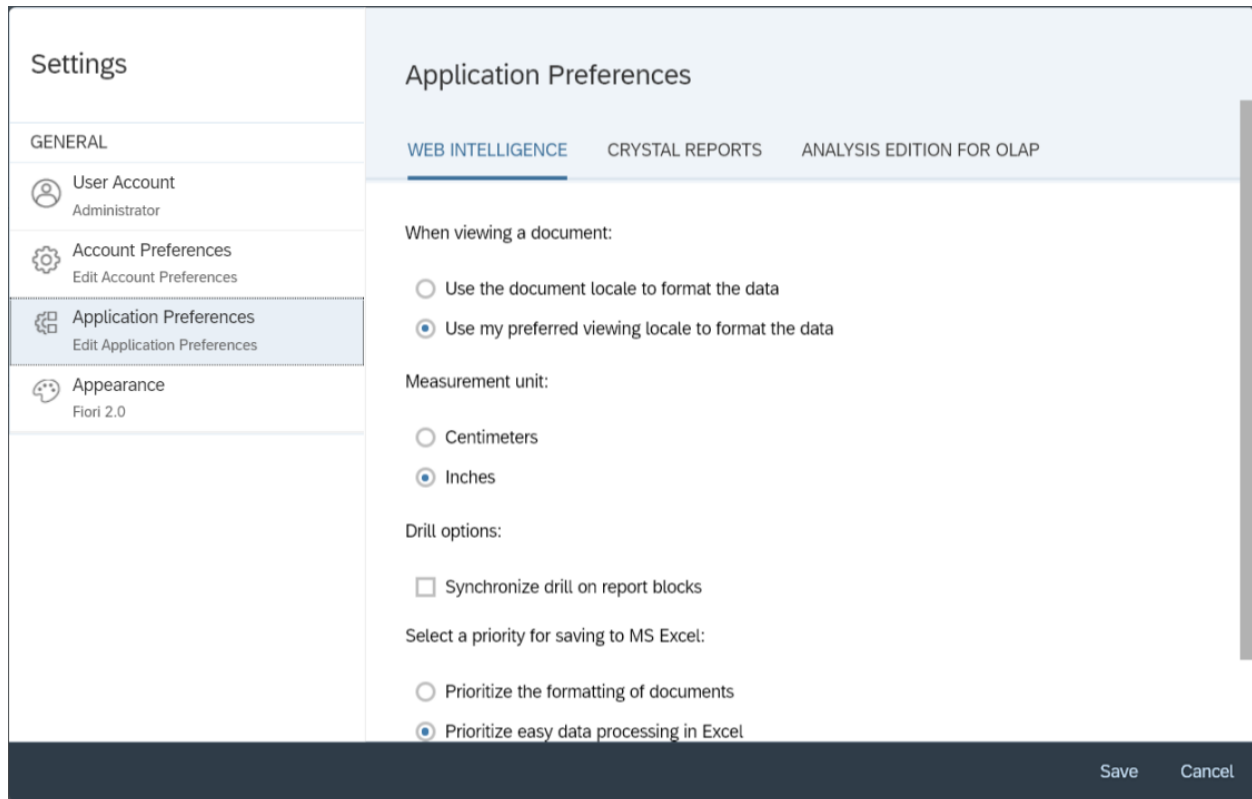 Settings
GENERAL
User Account
Administrator
Account Preferences
Edit Account Preferences
Application Preferences
Edit Application Preferences
Appearance
Fiori 2.0
Application Preferences
WEB INTELLIGENCE CRYSTAL REPORTS ANALYSIS EDITION FOR OLAP
When viewing a document:
Use the document locale to format the data
Use my preferred viewing locale to format the data
Measurement unit:
Centimeters
Inches
Drill options:
Synchronize drill on report blocks
Select a priority for saving to MS Excel:
Prioritize the formatting of documents
Prioritize easy data processing in Excel
Save Cancel